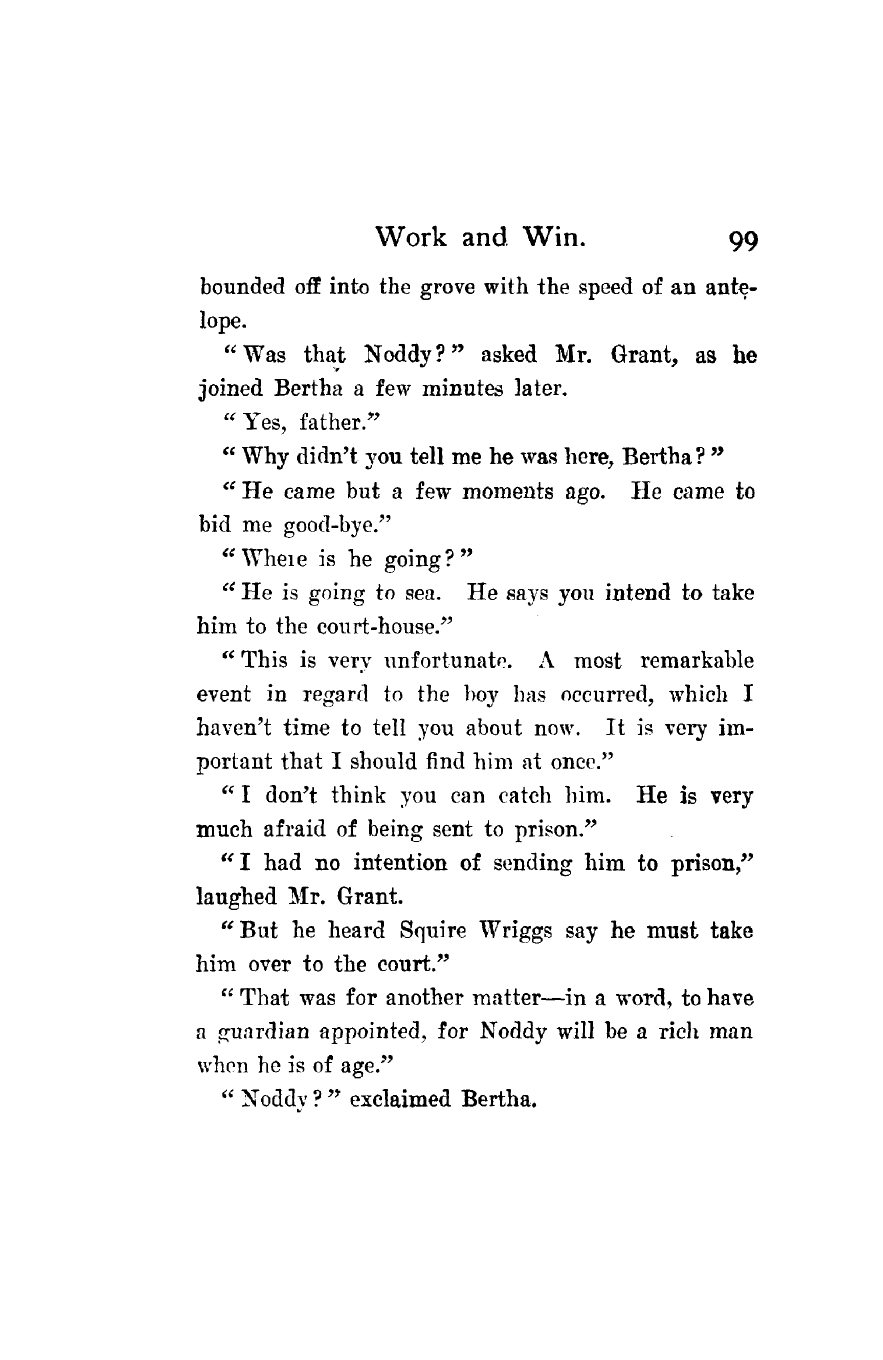 Work and Win. 99
bounded off into the grove with the speed of an ante-
lope.
“Was that Noddy?” asked Mr. Grant, as he
joined Bertha a few minutes later.
“Yes, father.”
“Why didn’t you tell me he was here, Bertha?”
“He came but a few moments ago. He came to
bid me good-bye.”
“Where is he going?”
“He is going to sea. He says you intend to take
him to the court-house.”
“This is very unfortunate. A most remarkable
event in regard to the boy has occurred, which I
haven’t time to tell you about now. It is very im-
portant that I should find him at once.”
“I don’t think you can catch him. He is very
much afraid of being sent to prison.”
“I had no intention of sending him to prison,”
laughed Mr. Grant.
“But he heard Squire Wriggs say he must take
him over to the court.”
“That was for another matter—in a word, to have
a guardian appointed, for Noddy will be a rich man
when he is of age.”
“Noddy?” exclaimed Bertha.